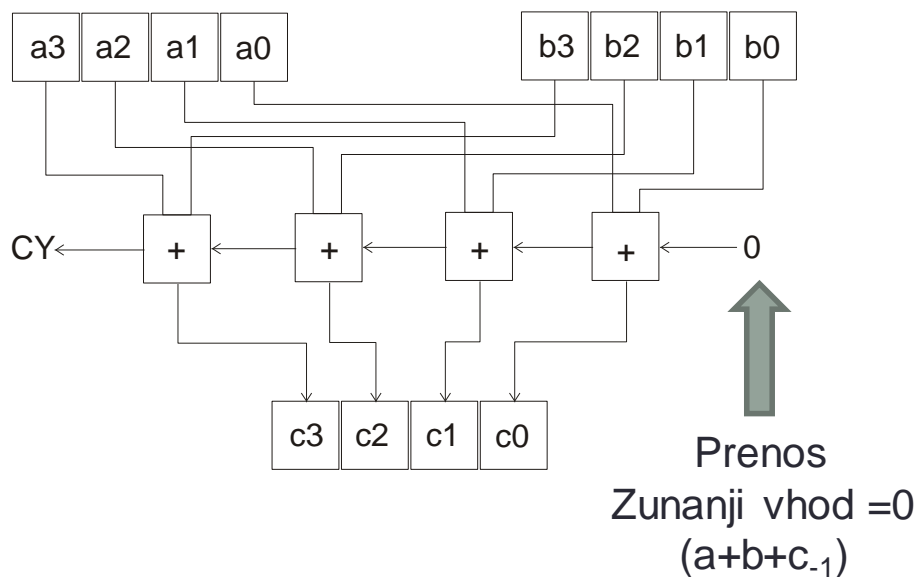 a3 a2 a1 a0 b3 b2 b1 b0
CY + + + + 0
c3 c2 c1 c0
Prenos
Zunanji vhod =0
(a+b+c-1)